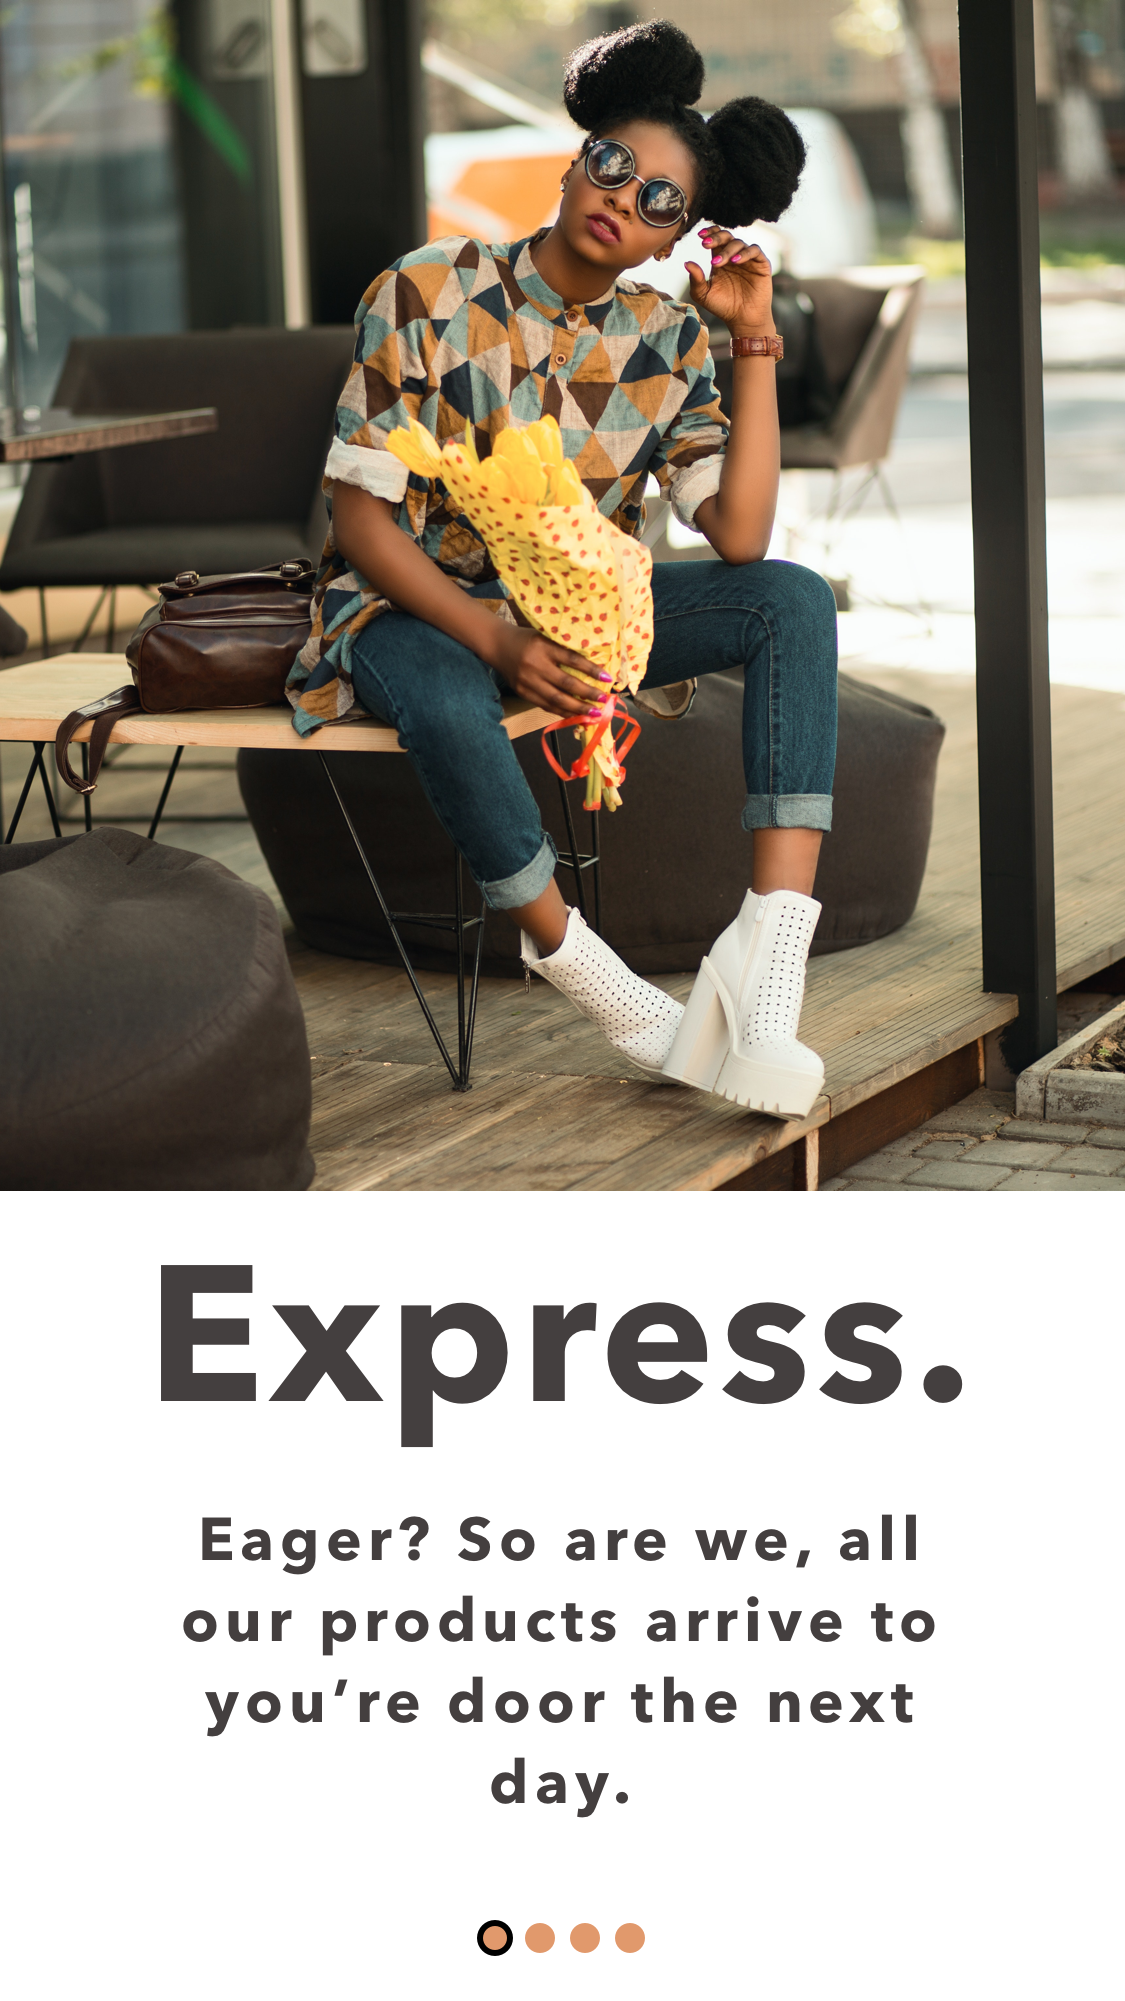 Express.
Eager? So are we, all
our products arrive to
you’re door the next
day.